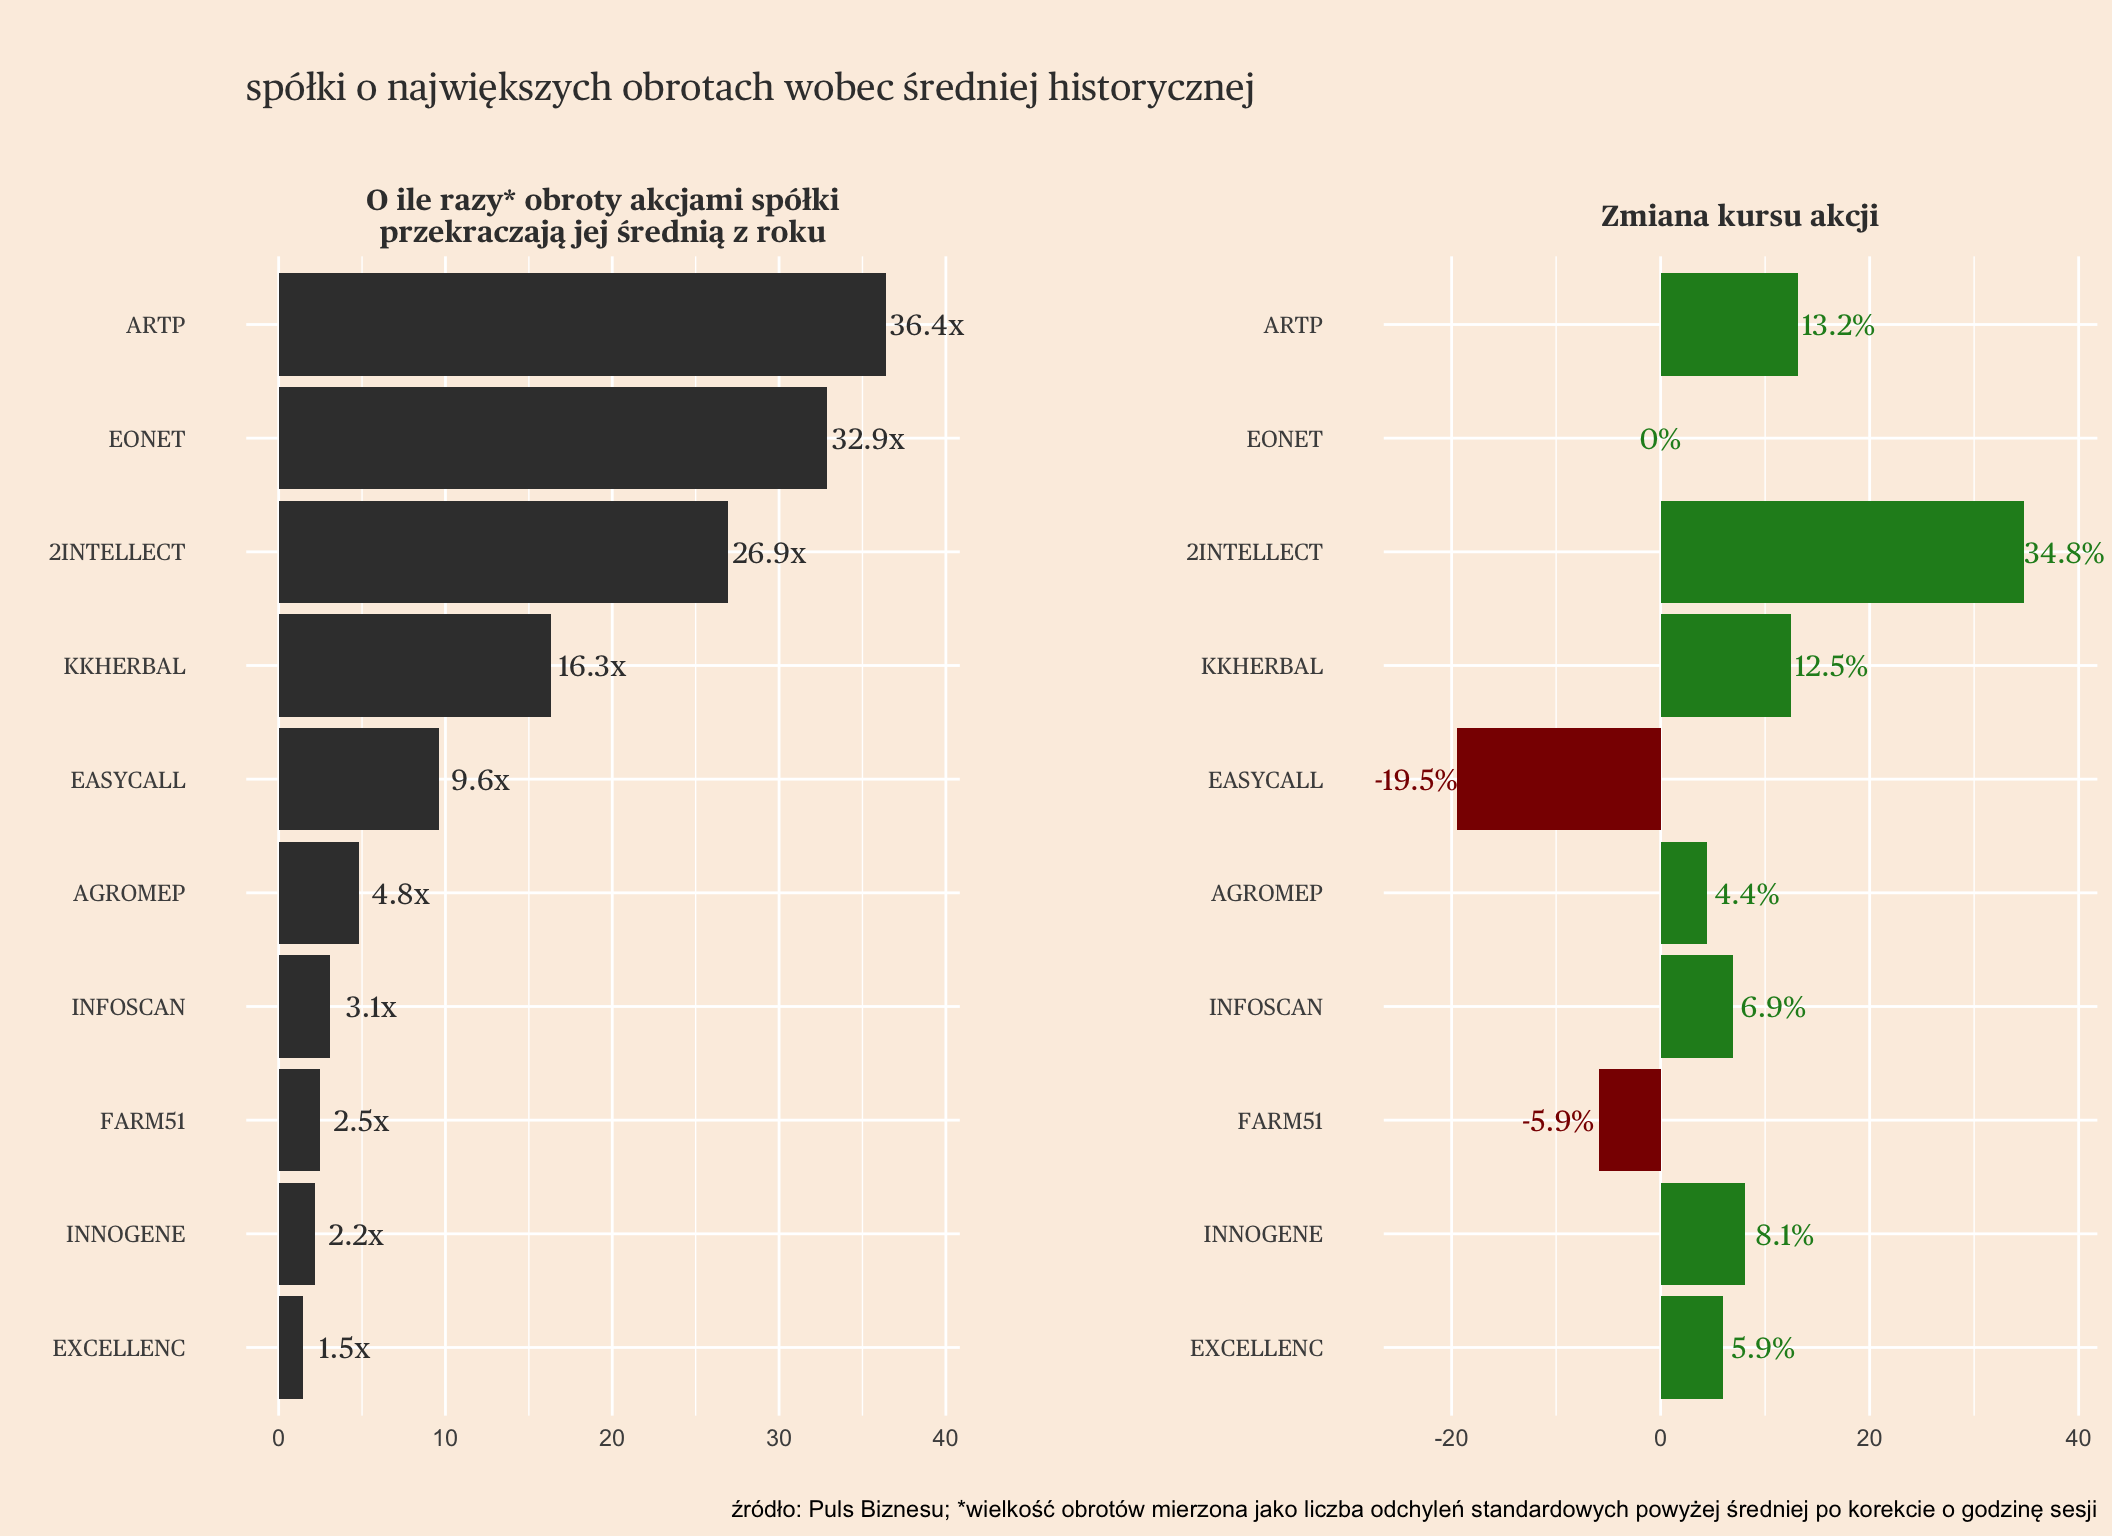 spółki o największych obrotach wobec średniej historycznej
O ile razy* obroty akcjami spółki
przekraczają jej średnią z roku
ARTP
36.4x
EONET
32.9x
2INTELLECT
26.9x
KKHERBAL
16.3x
EASYCALL
9.6x
AGROMEP
4.8x
INFOSCAN
3.1x
FARM51
2.5x
INNOGENE
2.2x
EXCELLENC
1.5x
0 10 20 30 40
Zmiana kursu akcji
ARTP
13.2%
EONET
0%
2INTELLECT
34.8%
KKHERBAL
12.5%
EASYCALL
-19.5%
AGROMEP
4.4%
INFOSCAN
6.9%
FARM51
-5.9%
INNOGENE
8.1%
EXCELLENC
5.9%
-20 0 20 40
źródło: Puls Biznesu; *wielkość obrotów mierzona jako liczba odchyleń standardowych powyżej średniej po korekcie o godzinę sesji